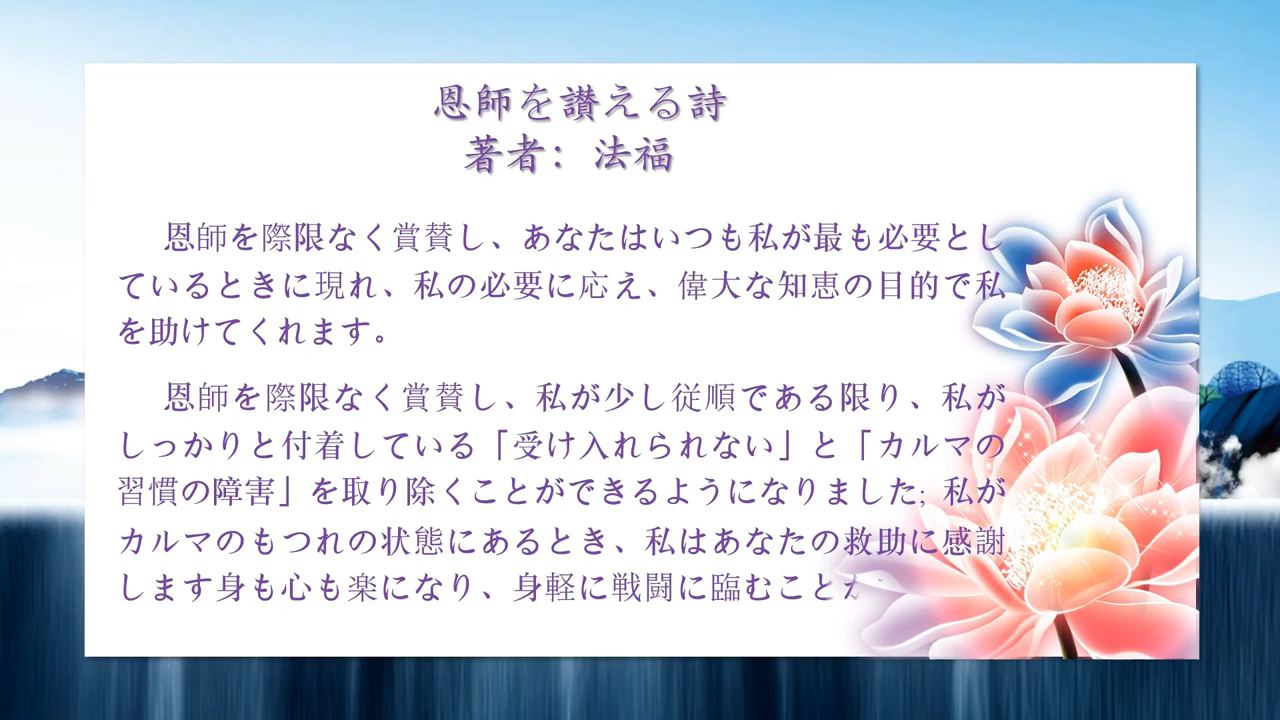 恩師を讃える詩
著者：法福
恩師を際限なく賞賛し、あなたはいつも私が最も必要とし
ているときに現れ、私の必要に応え、偉大な知恵の目的で私
を助けてくれます。
恩師を際限なく賞賛し、私が少し従順である限り、私が
しっかりと付着している「受け入れられない」と「カルマの
習慣の障害」を取り除くことができるようになりました; 私が
カルマのもつれの状態にあるとき、私はあなたの救助に感謝
します身も心も楽になり、身軽に戦闘に臨むこと